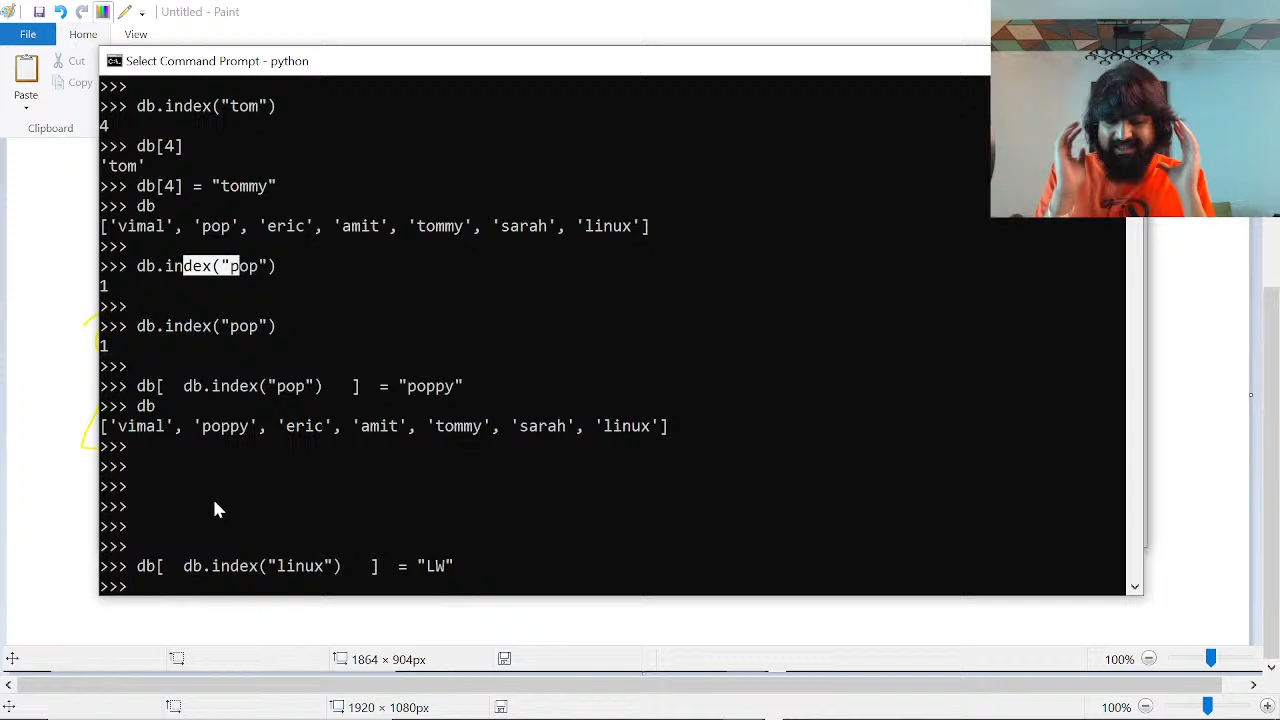 Untitled - Paint
File
Home
View
Paste
Cut
Copy
Clipboard
Select Command Prompt - python
>>>
>>> db.index("tom")
4
>>> db[4]
'tom'
>>> db[4] = "tommy"
>>> db
['vimal', 'pop', 'eric', 'amit', 'tommy', 'sarah', 'linux']
>>>
>>> db.index("pop")
1
>>>
>>> db.index("pop")
1
>>>
>>> db[  db.index("pop")   ]  = "poppy"
>>> db
['vimal', 'poppy', 'eric', 'amit', 'tommy', 'sarah', 'linux']
>>>
>>>
>>>
>>>
>>>
>>>
>>> db[  db.index("linux")   ]  = "LW"
>>>
1864 × 904px
100%
1920 × 1080px
100%